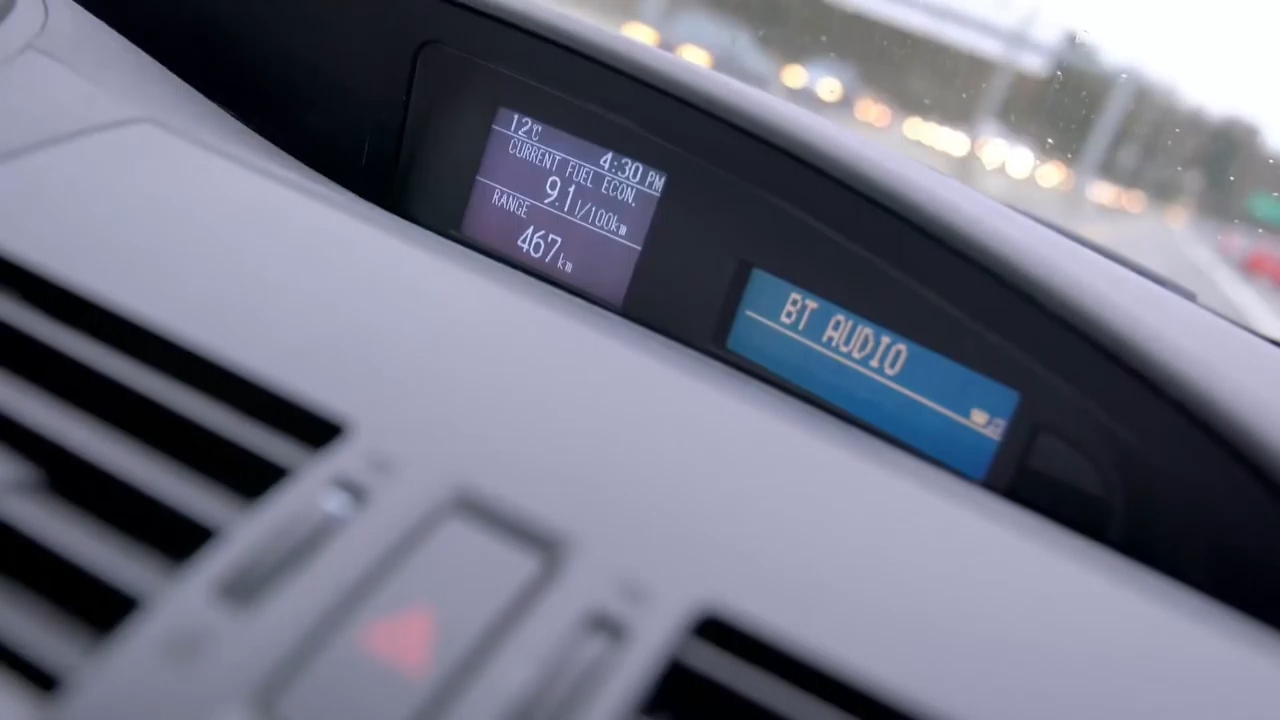 12°C
4:30 PM
CURRENT FUEL ECON.
9.1 l/100km
RANGE
467 km
BT AUDIO